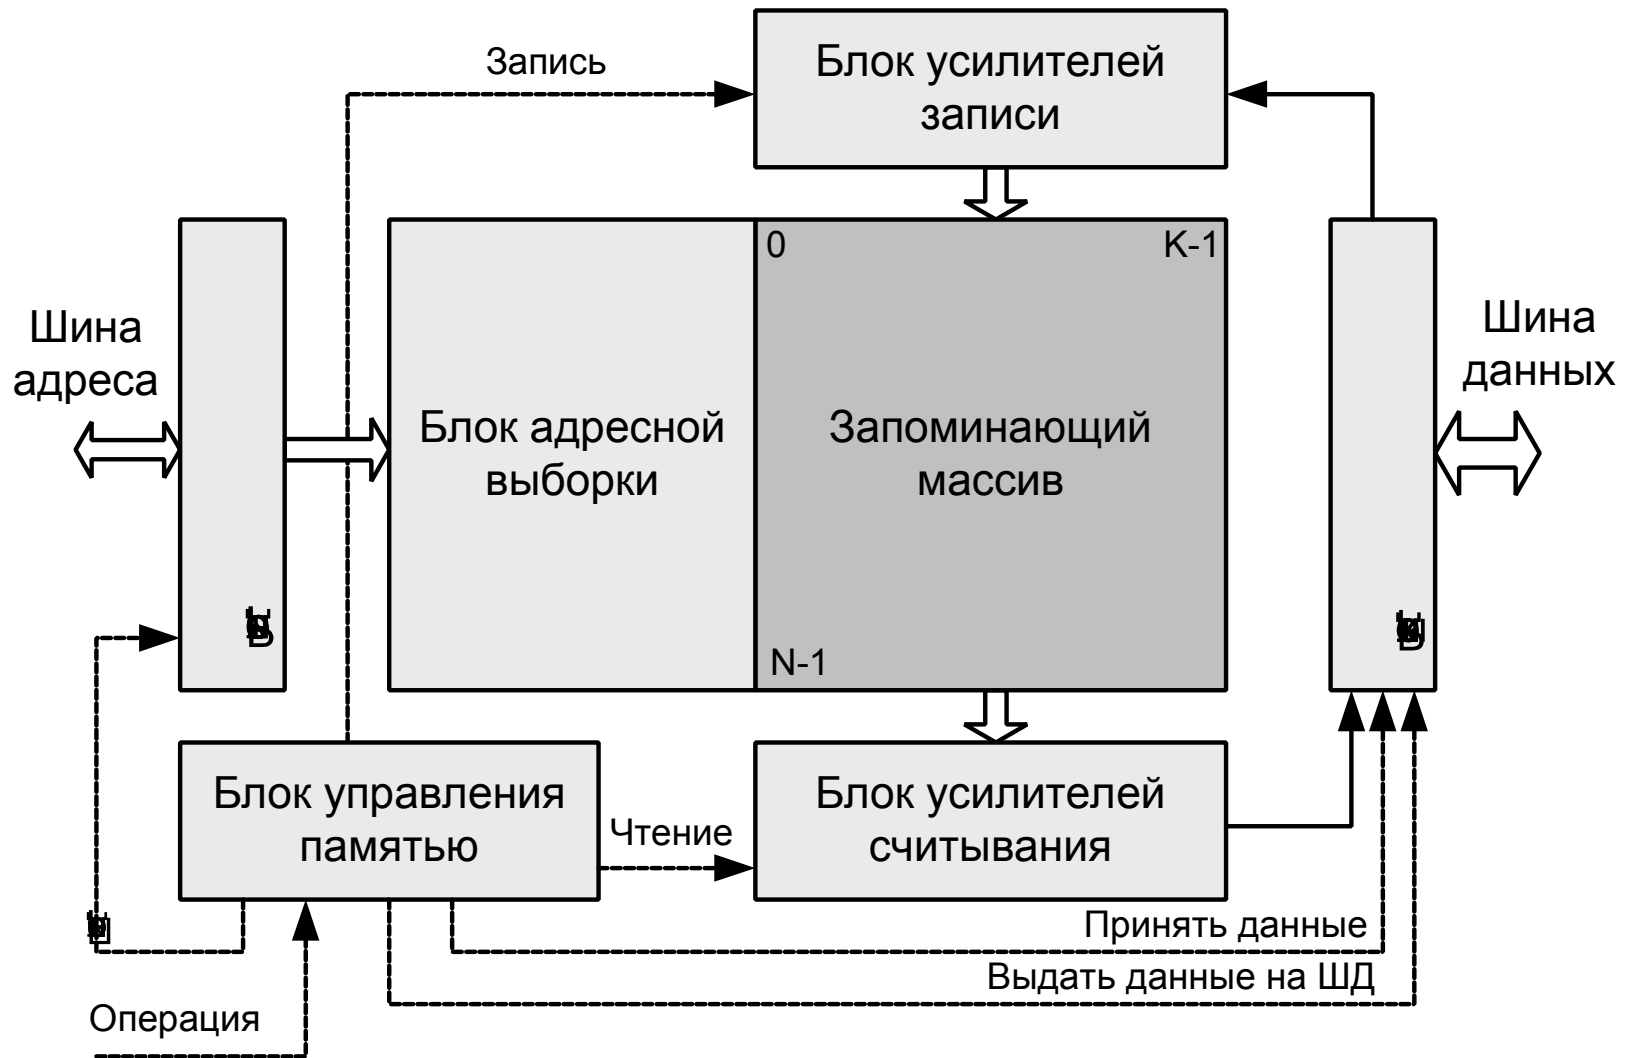 Запись
Блок усилителей
записи
0
K-1
Шина
адреса
Шина
данных
Блок адресной
выборки
Запоминающий
массив
N-1
Блок управления
памятью
Чтение
Блок усилителей
считывания
Принять данные
Выдать данные на ШД
Операция